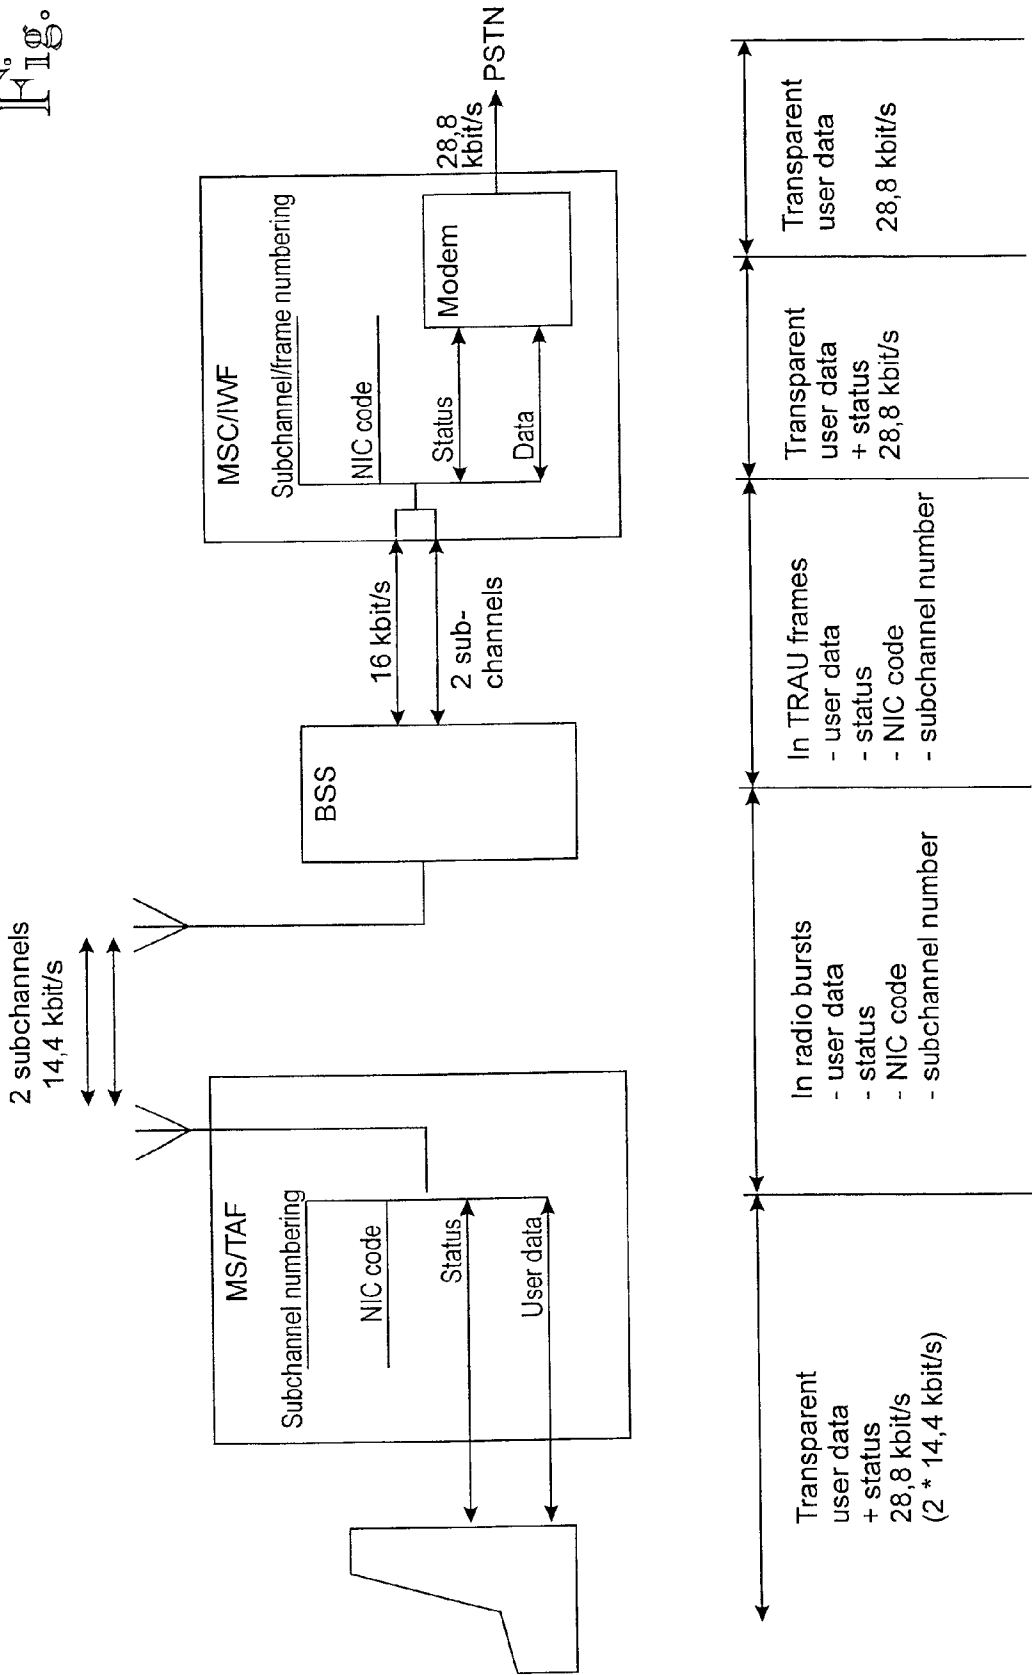 Fig.
2 subchannels
14,4 kbit/s
MS/TAF
Subchannel numbering
NIC code
Status
User data
BSS
16 kbit/s
2 sub-
channels
MSC/IWF
Subchannel/frame numbering
NIC code
Status
Data
Modem
28,8
kbit/s
PSTN
Transparent
user data
+ status
28,8 kbit/s
(2 * 14,4 kbit/s)
In radio bursts
- user data
- status
- NIC code
- subchannel number
In TRAU frames
- user data
- status
- NIC code
- subchannel number
Transparent
user data
+ status
28,8 kbit/s
Transparent
user data
28,8 kbit/s